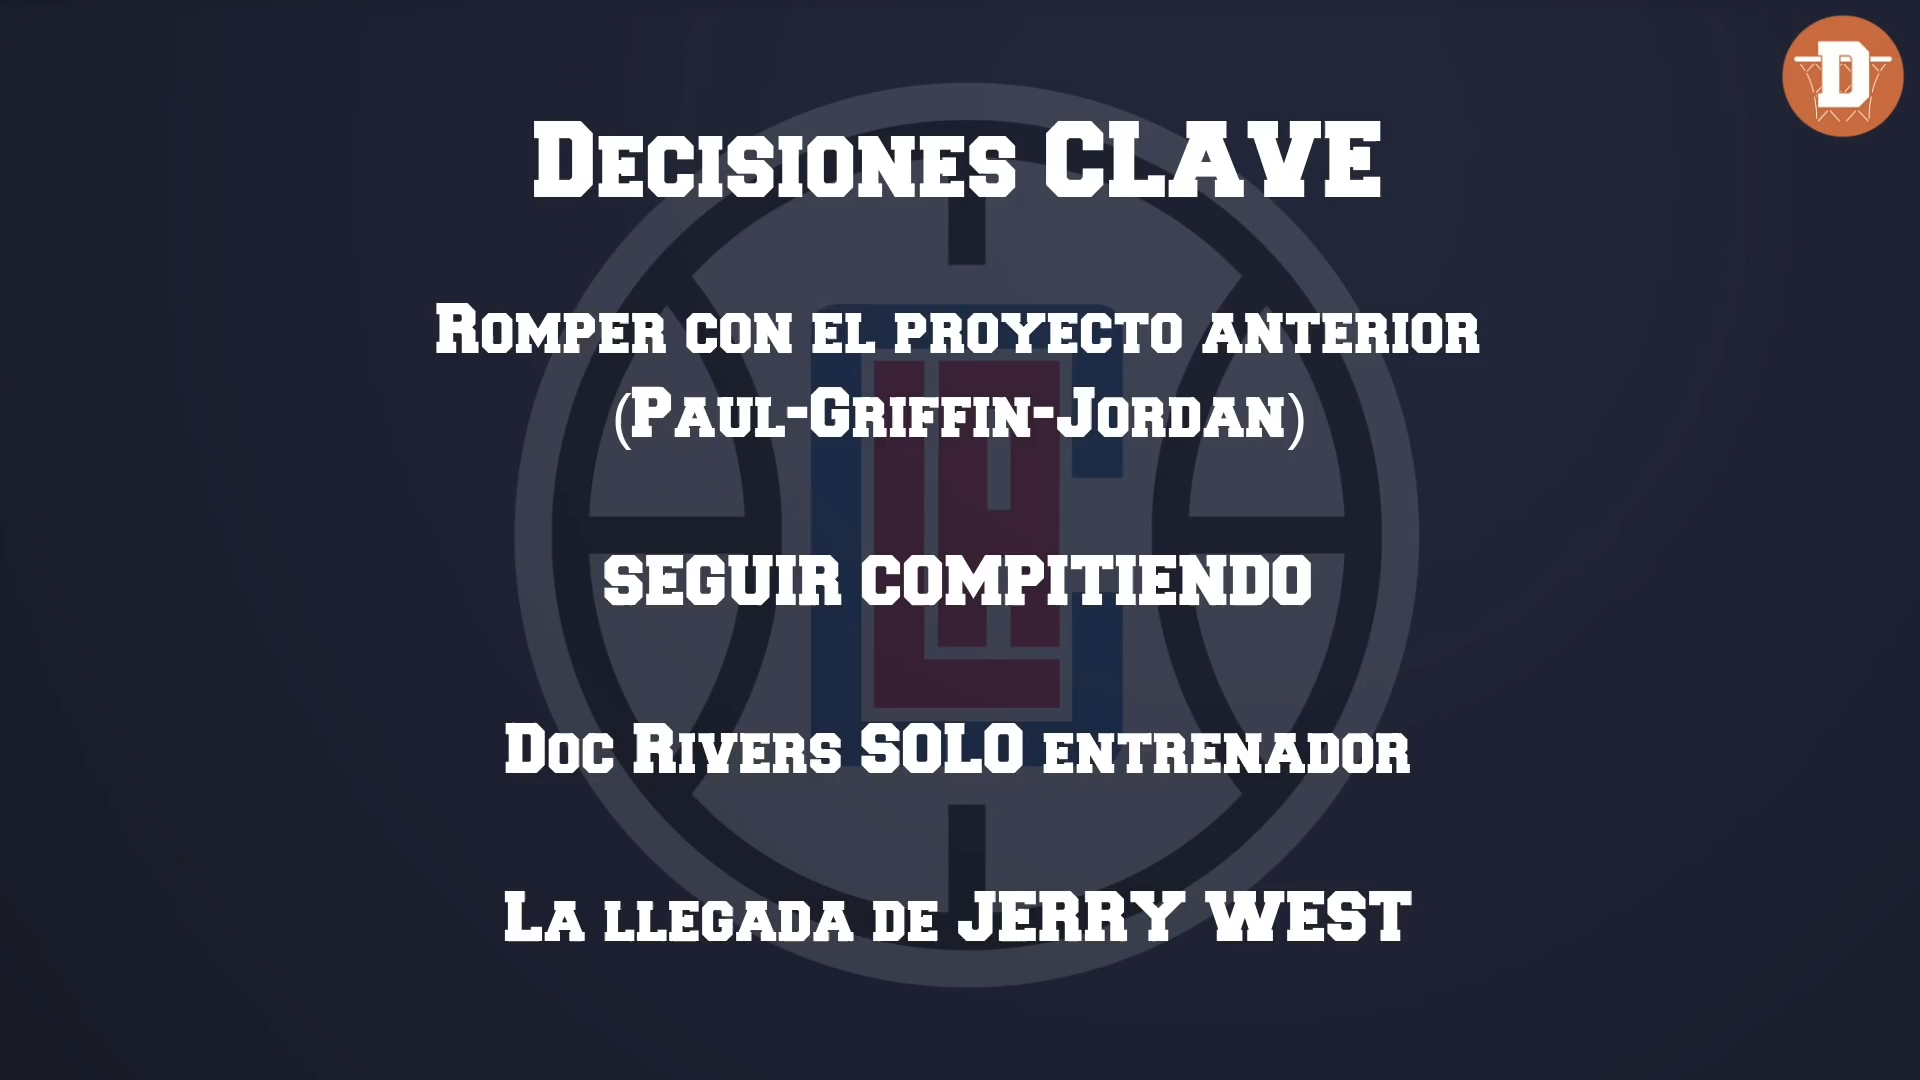 D
Decisiones CLAVE
Romper con el proyecto anterior
(Paul-Griffin-Jordan)
SEGUIR COMPITIENDO
Doc Rivers SOLO entrenador
La llegada de JERRY WEST
LA